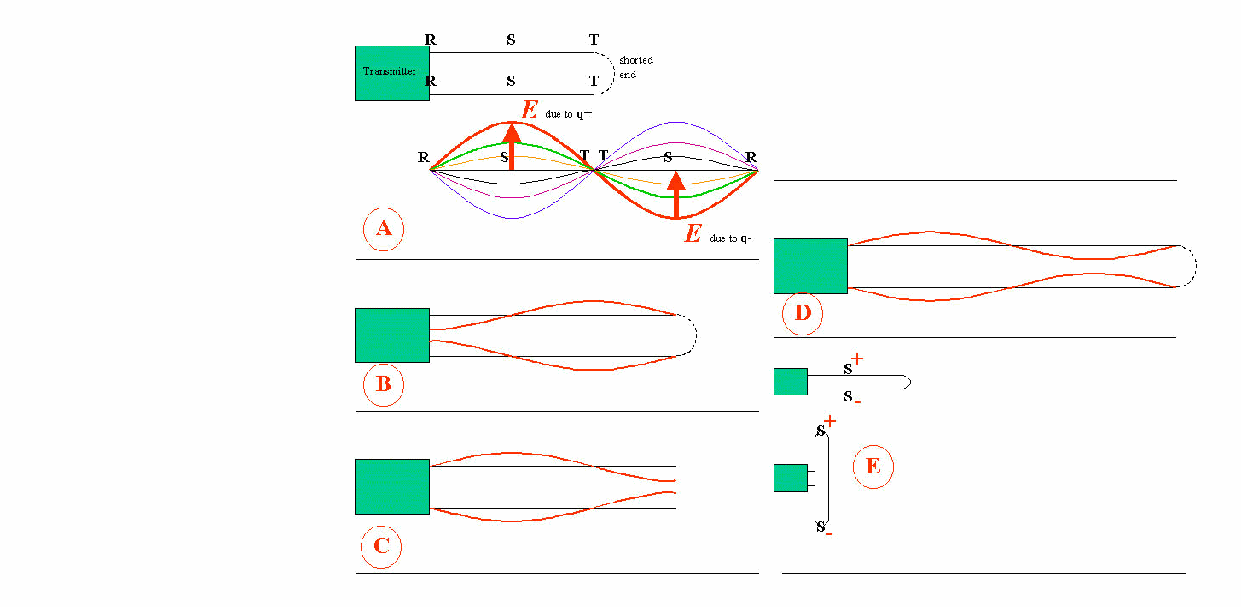 R S T
shorted
end
Transmitter
R S T
E due to q+
R S T T S R
A
E due to q-
B
C
D
S+
S-
S+
E
S-